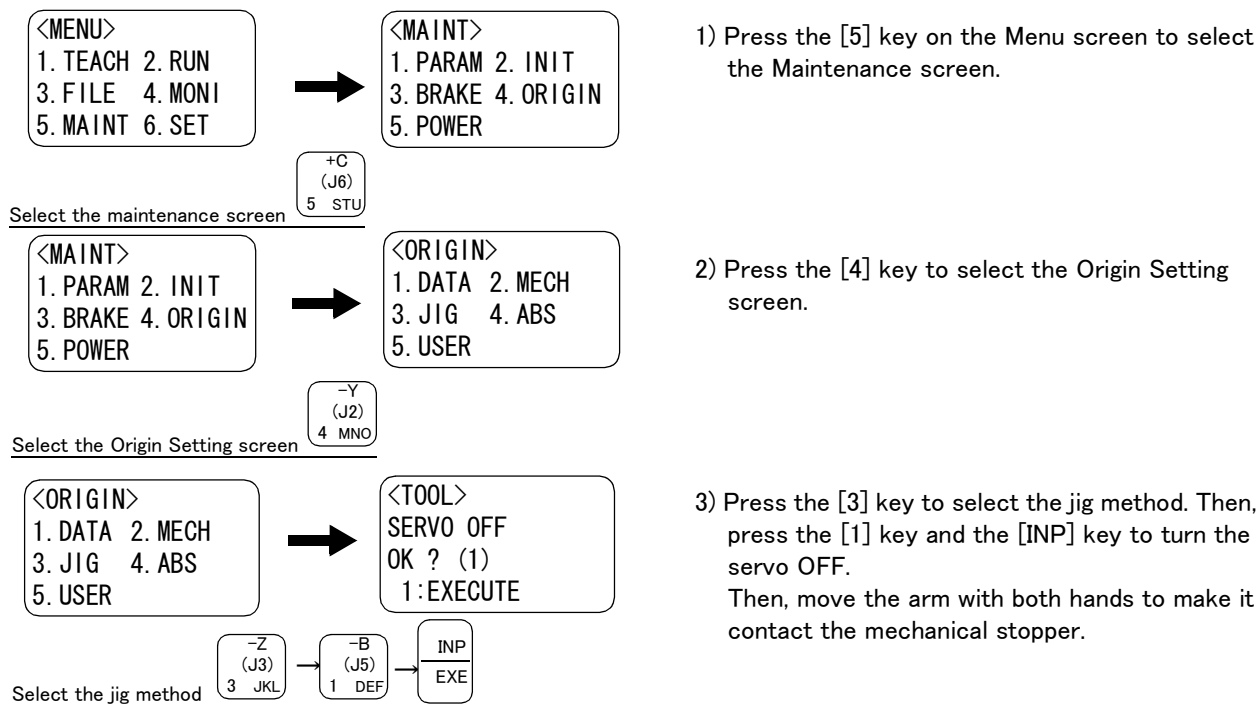 <MENU>
1. TEACH 2. RUN
3. FILE 4. MONI
5. MAINT 6. SET
<MAINT>
1. PARAM 2. INIT
3. BRAKE 4. ORIGIN
5. POWER
1) Press the [5] key on the Menu screen to select
the Maintenance screen.
+C
(J6)
5 STU
Select the maintenance screen
<MAINT>
1. PARAM 2. INIT
3. BRAKE 4. ORIGIN
5. POWER
<ORIGIN>
1. DATA 2. MECH
3. JIG 4. ABS
5. USER
2) Press the [4] key to select the Origin Setting
screen.
-Y
(J2)
4 MNO
Select the Origin Setting screen
<ORIGIN>
1. DATA 2. MECH
3. JIG 4. ABS
5. USER
<TOOL>
SERVO OFF
OK ? (1)
1:EXECUTE
3) Press the [3] key to select the jig method. Then,
press the [1] key and the [INP] key to turn the
servo OFF.
Then, move the arm with both hands to make it
contact the mechanical stopper.
-Z
(J3)
3 JKL
→
-B
(J5)
1 DEF
→
INP
EXE
Select the jig method